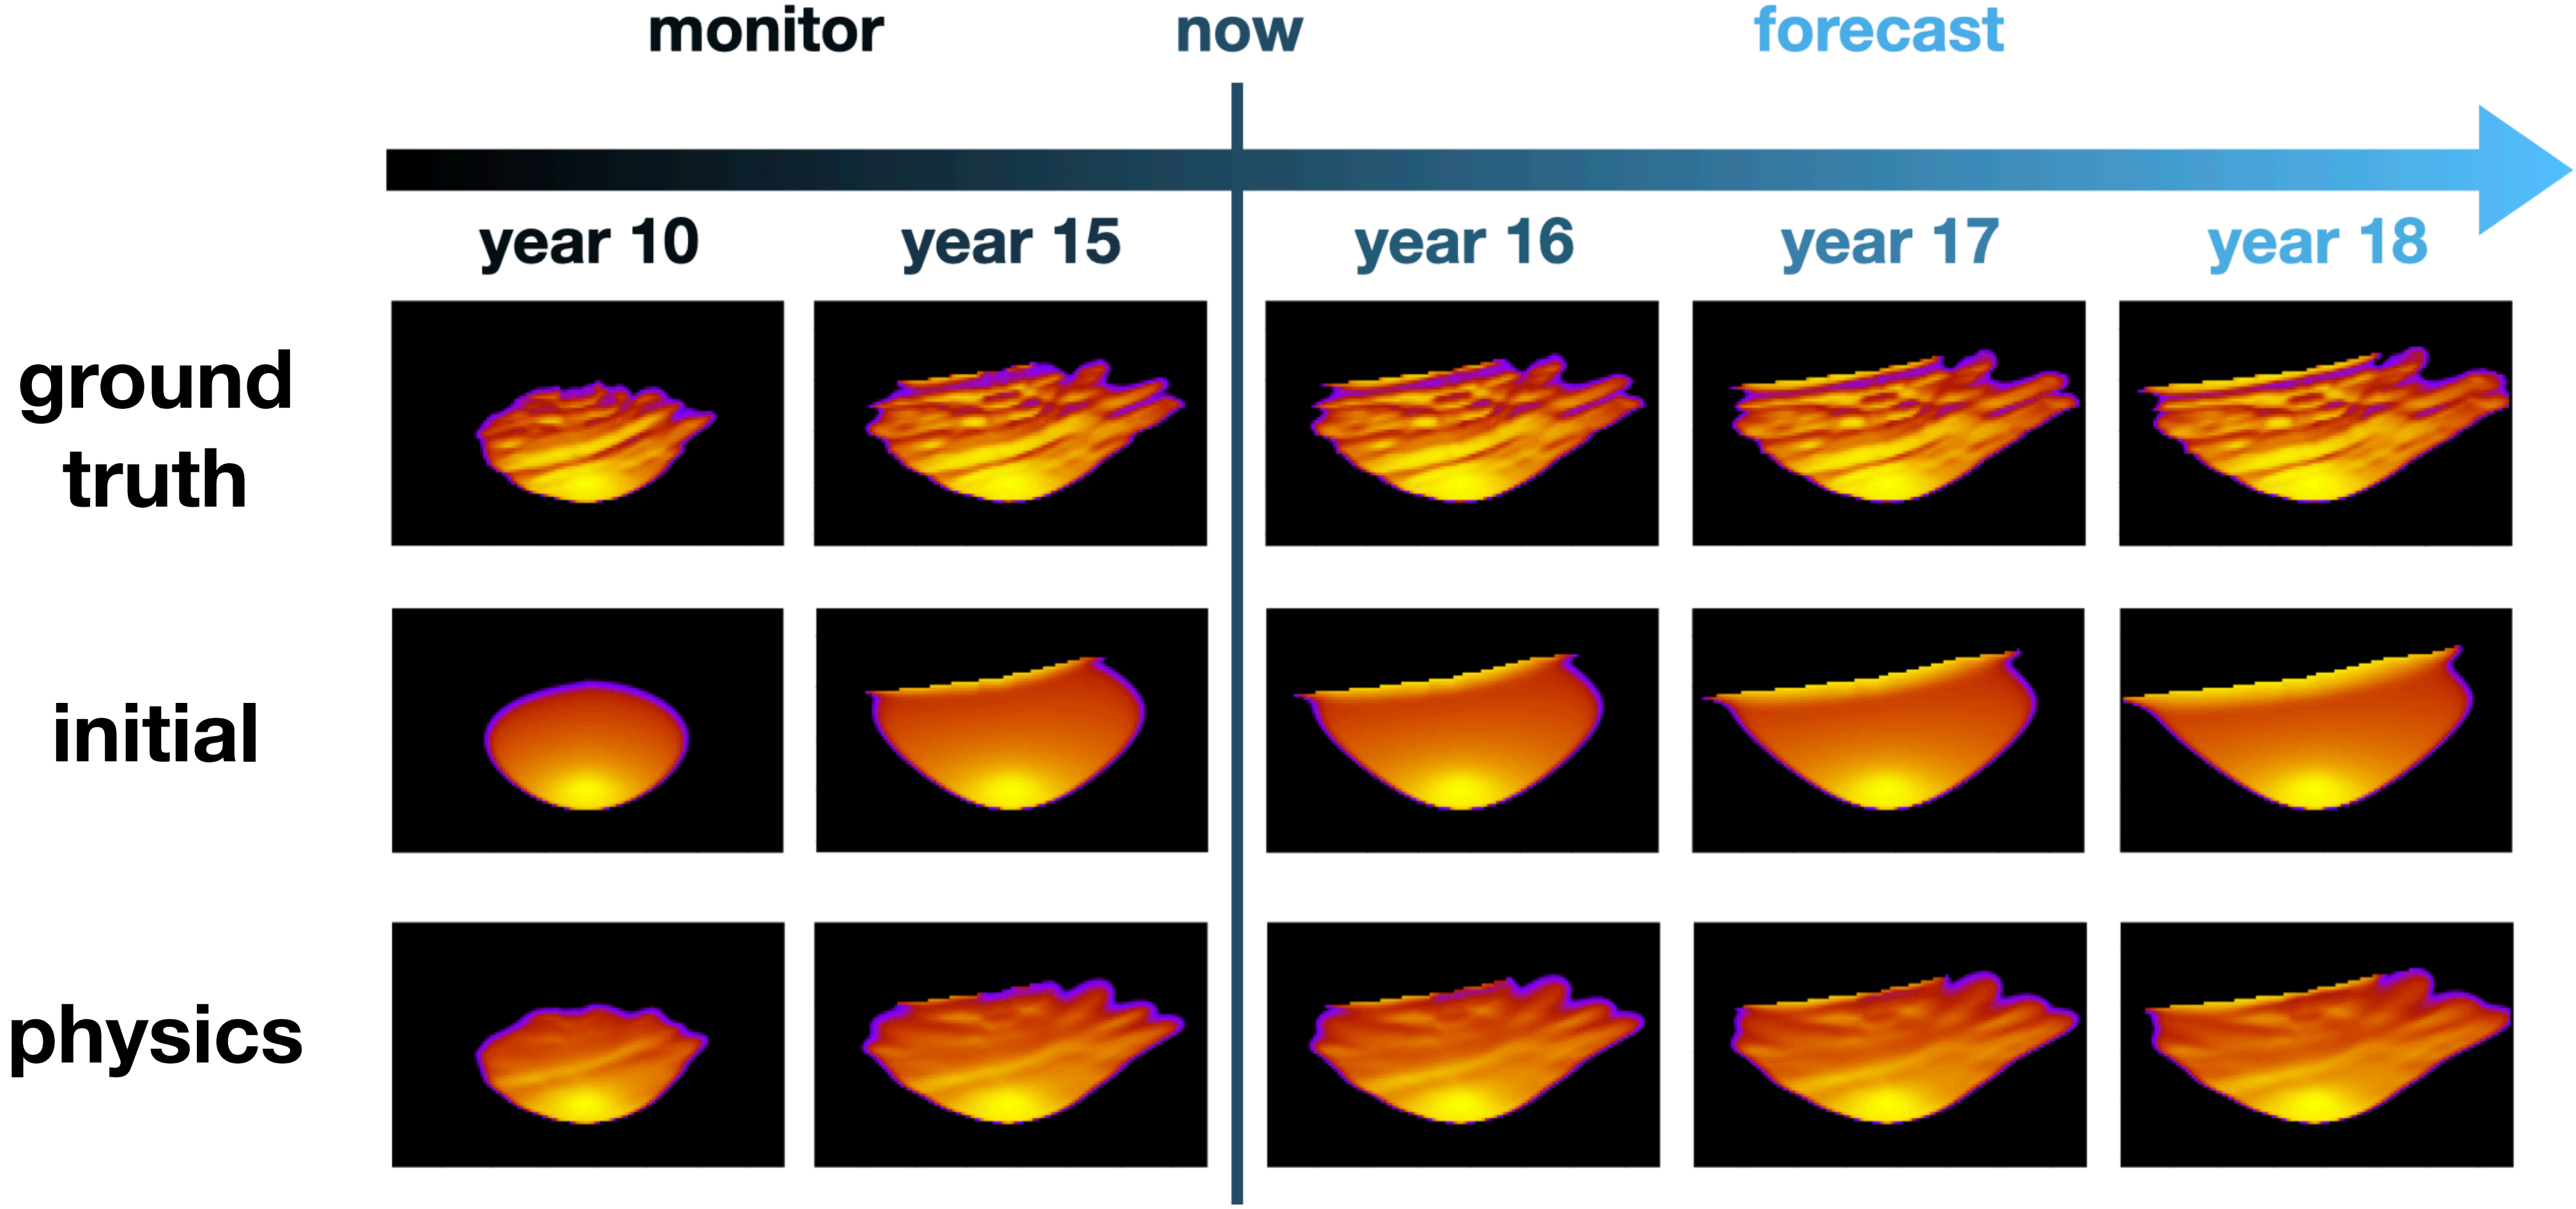 monitor now forecast
year 10 year 15 year 16 year 17 year 18
ground
truth
initial
physics